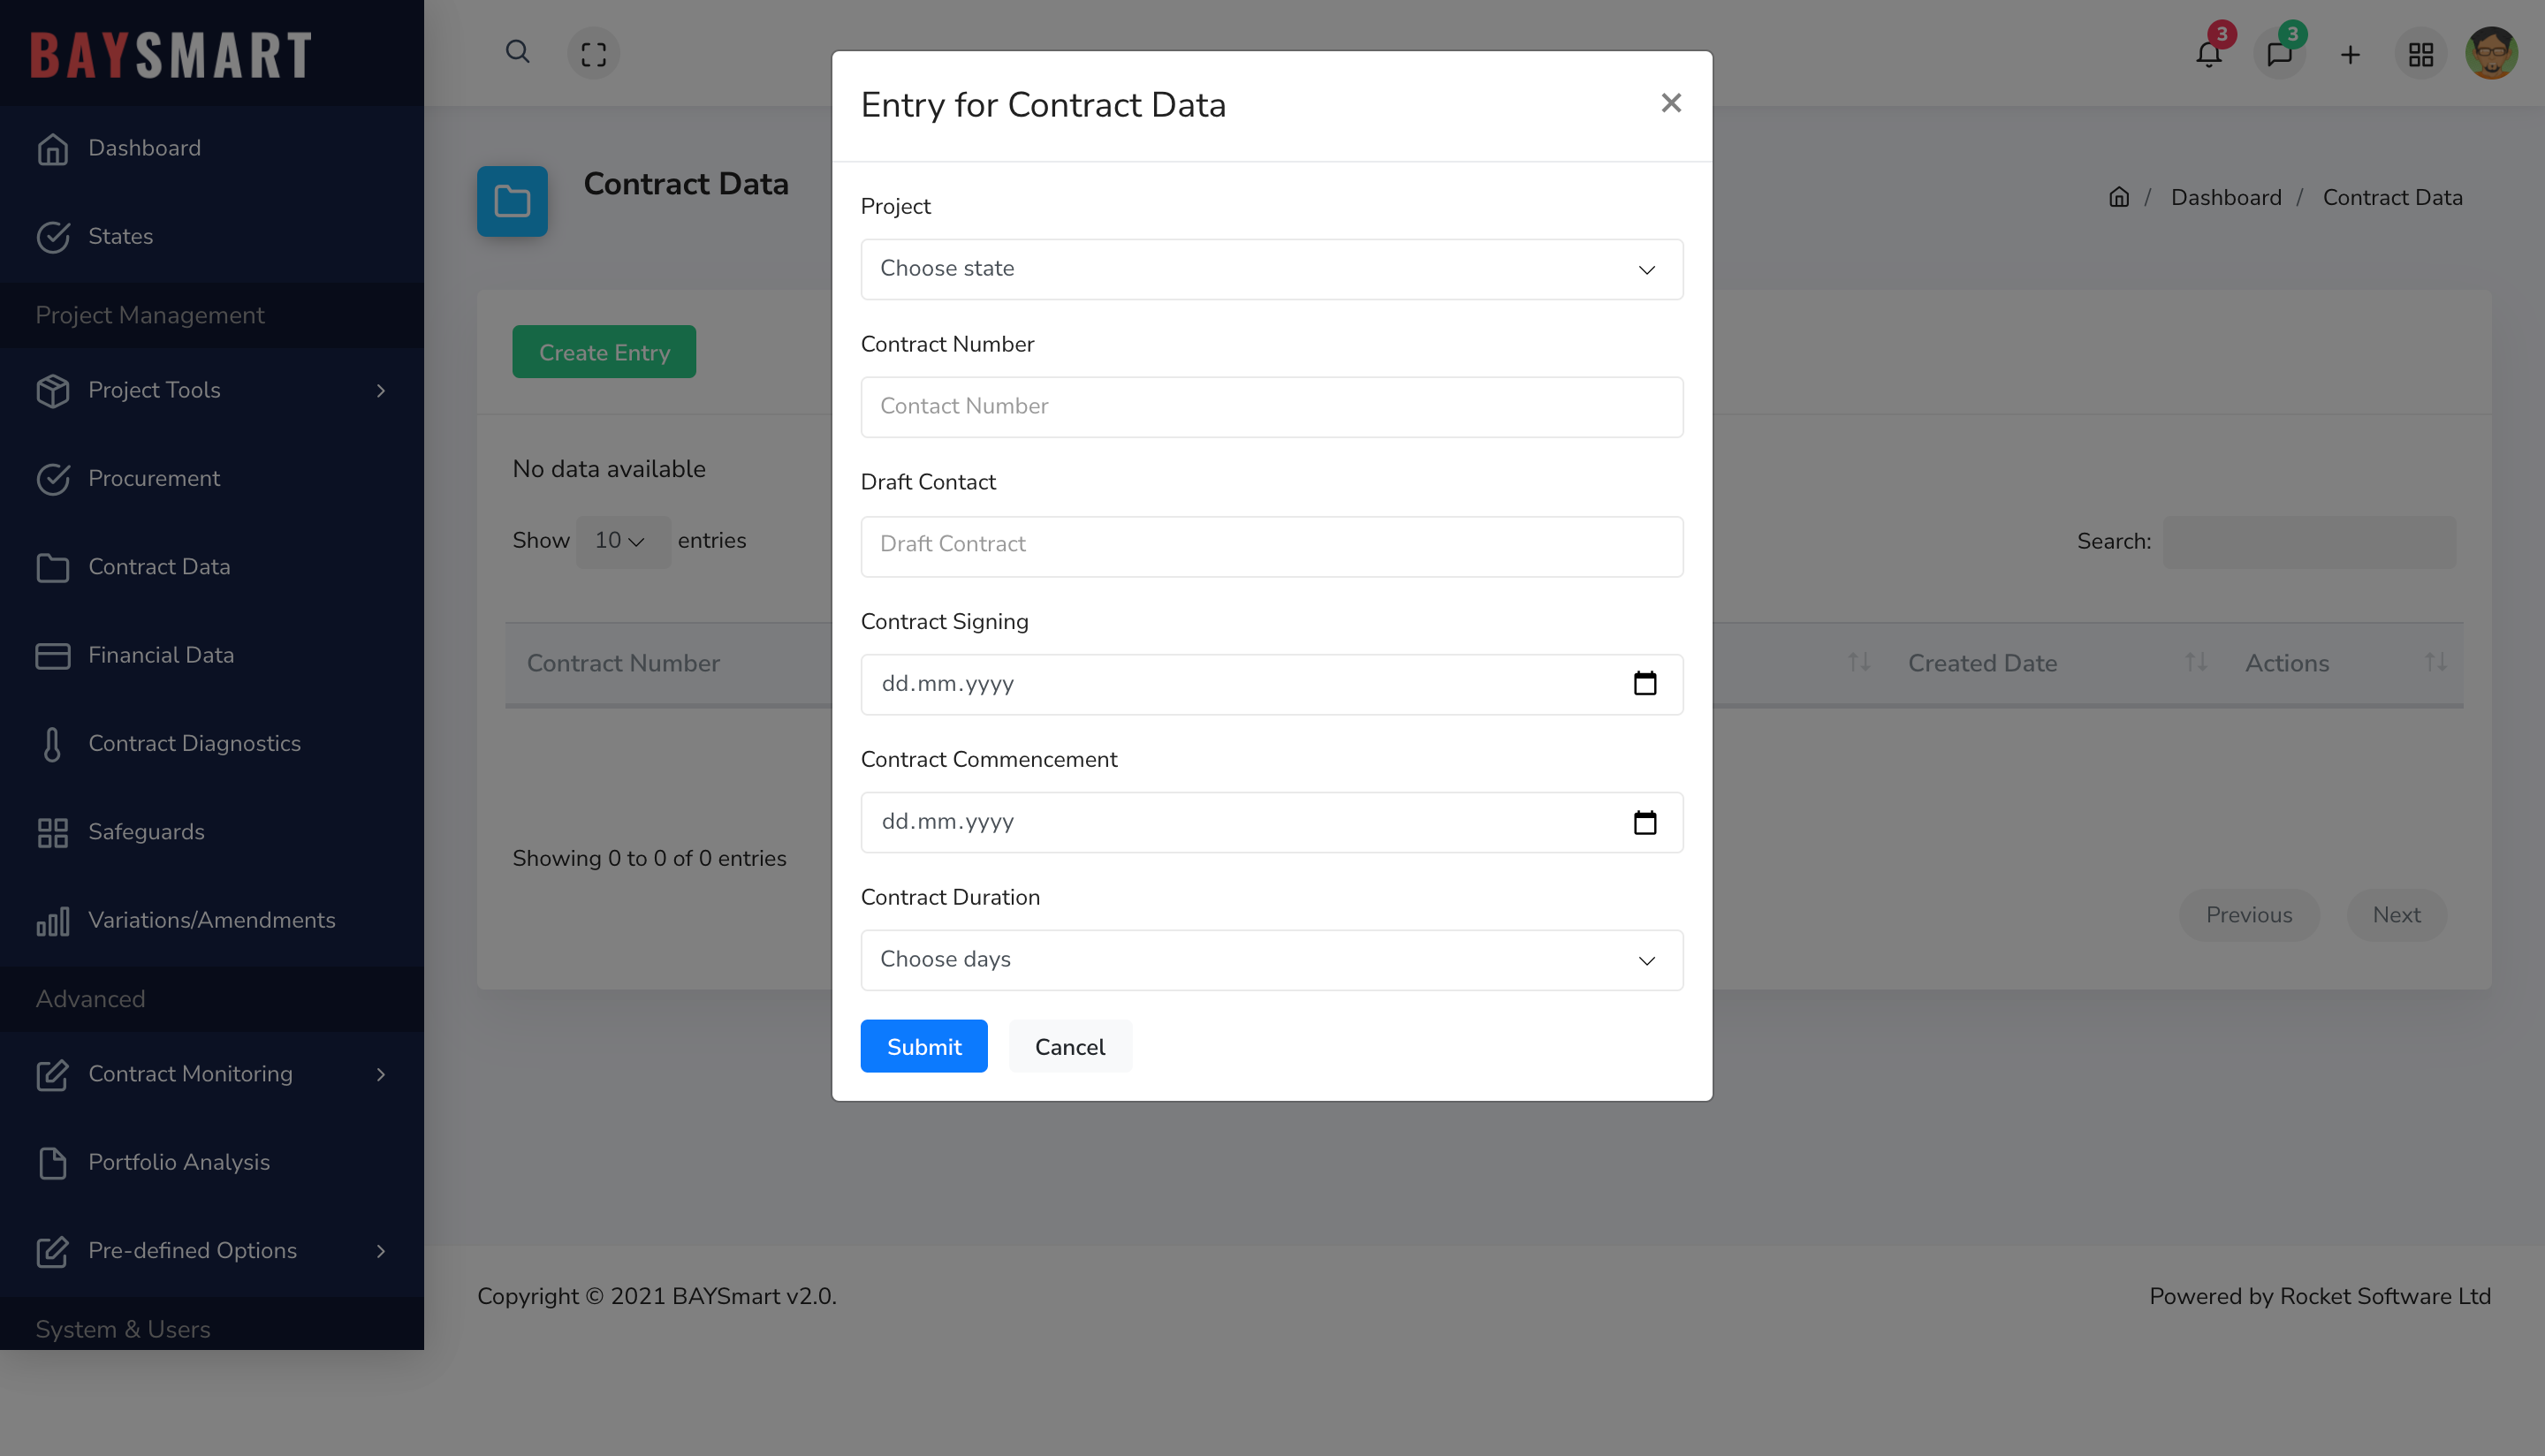 BAYSMART
Dashboard
States
Project Management
Project Tools
Procurement
Contract Data
Financial Data
Contract Diagnostics
Safeguards
Variations/Amendments
Advanced
Contract Monitoring
Portfolio Analysis
Pre-defined Options
System & Users
3
3
Contract Data
Dashboard / Contract Data
/
Create Entry
No data available
Show 10 entries
Search:
Contract Number
Created Date
Actions
Showing 0 to 0 of 0 entries
Previous
Next
Entry for Contract Data
Project
Choose state
Contract Number
Contact Number
Draft Contact
Draft Contract
Contract Signing
dd.mm.yyyy
Contract Commencement
dd.mm.yyyy
Contract Duration
Choose days
Submit
Cancel
Copyright © 2021 BAYSmart v2.0.
Powered by Rocket Software Ltd